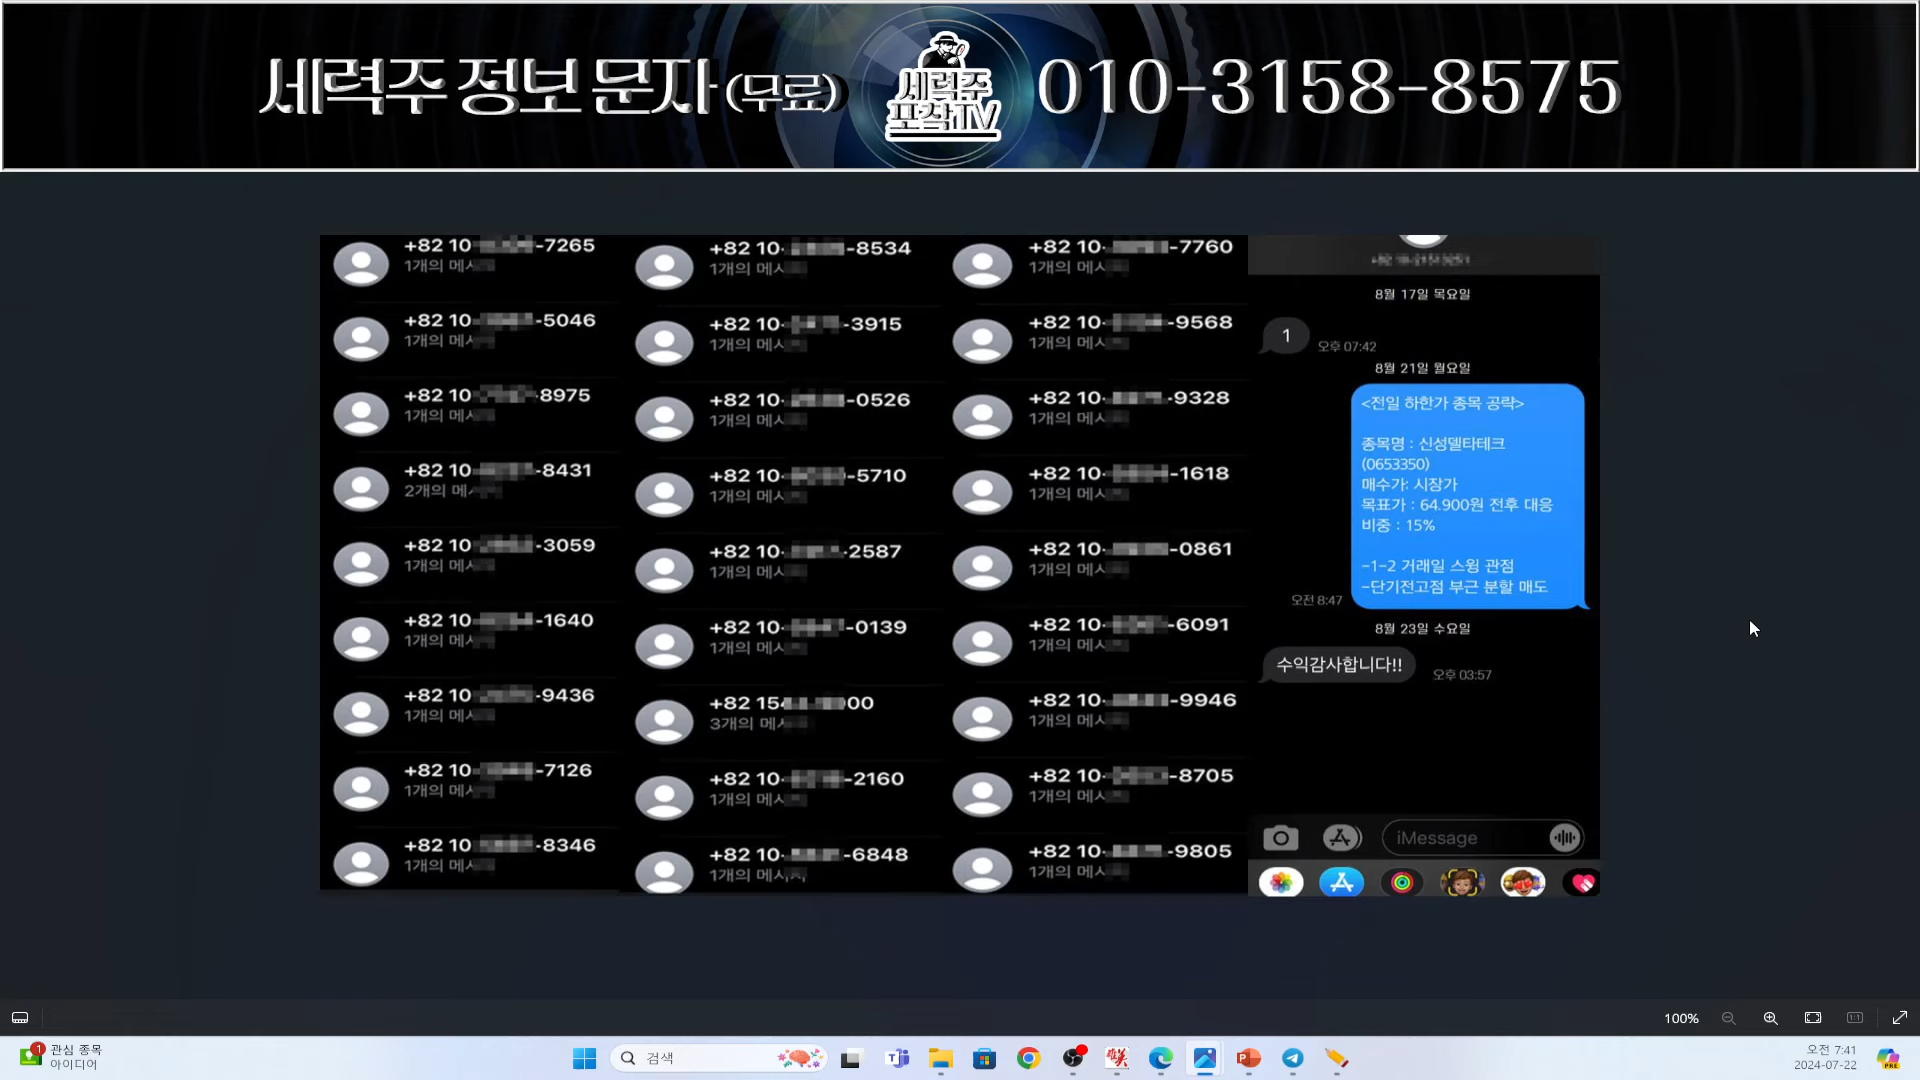 세력주 정보 문자 (무료)
세력주
포착TV
010-3158-8575
+82 10- -7265
1개의 메시
+82 10- -5046
1개의 메시
+82 10- -8975
1개의 메시
+82 10- -8431
2개의 메시
+82 10- -3059
1개의 메시
+82 10- -1640
1개의 메시
+82 10- -9436
1개의 메시
+82 10- -7126
1개의 메시
+82 10- -8346
1개의 메시
+82 10- -8534
1개의 메시
+82 10- -3915
1개의 메시
+82 10- -0526
1개의 메시
+82 10- -5710
1개의 메시
+82 10- -2587
1개의 메시
+82 10- -0139
1개의 메시
+82 154 00
3개의 메시
+82 10- -2160
1개의 메시
+82 10- -6848
1개의 메시지
+82 10- -7760
1개의 메시
+82 10- -9568
1개의 메시
+82 10- -9328
1개의 메시
+82 10- -1618
1개의 메시
+82 10- -0861
1개의 메시
+82 10- -6091
1개의 메시
+82 10- -9946
1개의 메시
+82 10- -8705
1개의 메시
+82 10- -9805
1개의 메시
8월 17일 목요일
1
오후 07:42
8월 21일 월요일
<전일 하한가 종목 공략>
종목명 : 신성델타테크
(0653350)
매수가: 시장가
목표가 : 64.900원 전후 대응
비중 : 15%
-1-2 거래일 스윙 관점
-단기전고점 부근 분할 매도
오전 8:47
8월 23일 수요일
수익감사합니다!!
오후 03:57
iMessage
100%
1
관심 종목
아이디어
검색
오전 7:41
2024-07-22